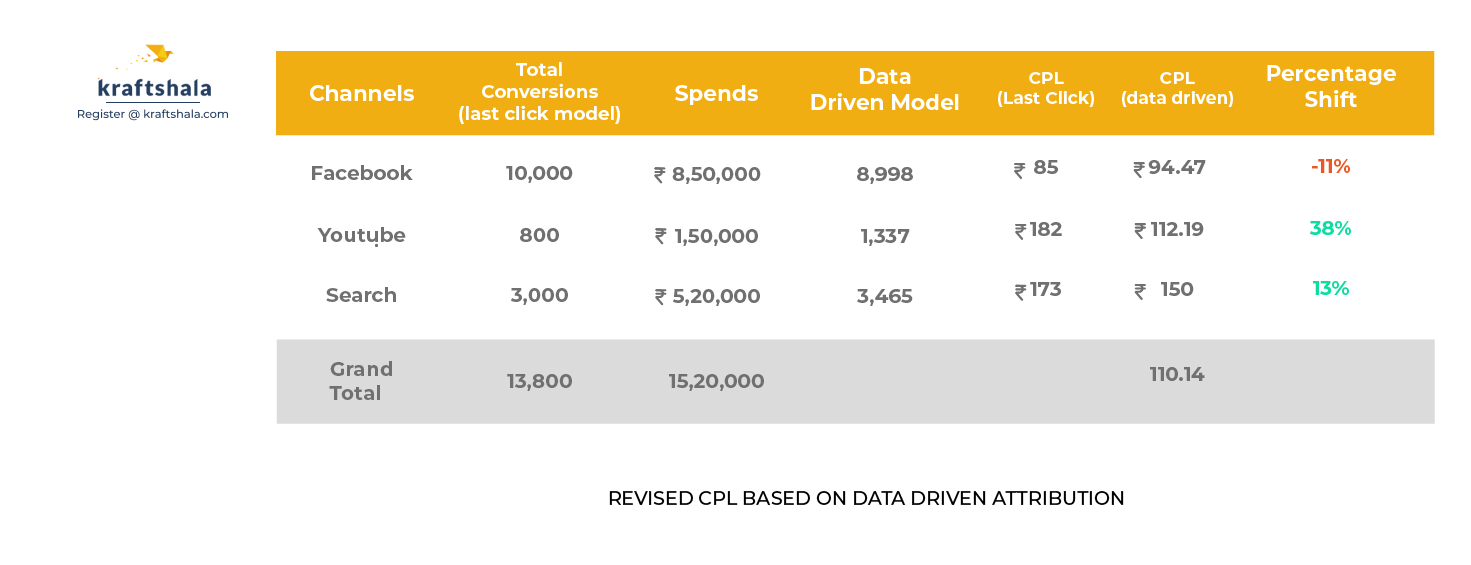 kraftshala
Register @ kraftshala.com
Channels
Total
Conversions
(last click model)
Spends
Data
Driven Model
CPL
(Last Click)
CPL
(data driven)
Percentage
Shift
Facebook 10,000 ₹ 8,50,000 8,998 ₹ 85 ₹ 94.47 -11%
Youtube 800 ₹ 1,50,000 1,337 ₹ 182 ₹ 112.19 38%
Search 3,000 ₹ 5,20,000 3,465 ₹ 173 ₹ 150 13%
Grand
Total
13,800 15,20,000 110.14
REVISED CPL BASED ON DATA DRIVEN ATTRIBUTION